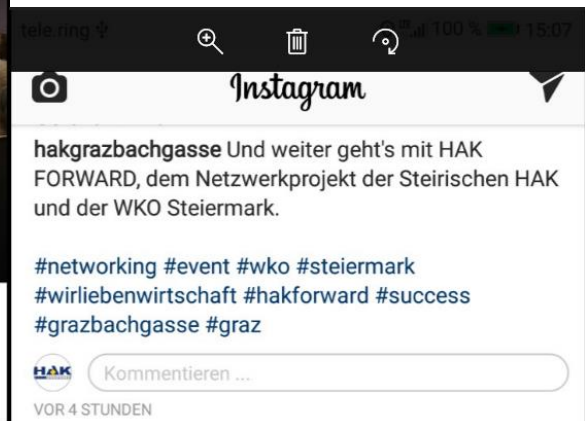 tele.ring 100 % 15:07
Instagram
hakgrazbachgasse Und weiter geht's mit HAK
FORWARD, dem Netzwerkprojekt der Steirischen HAK
und der WKO Steiermark.
#networking #event #wko #steiermark
#wirliebenwirtschaft #hakforward #success
#grazbachgasse #graz
HAK Kommentieren ...
VOR 4 STUNDEN